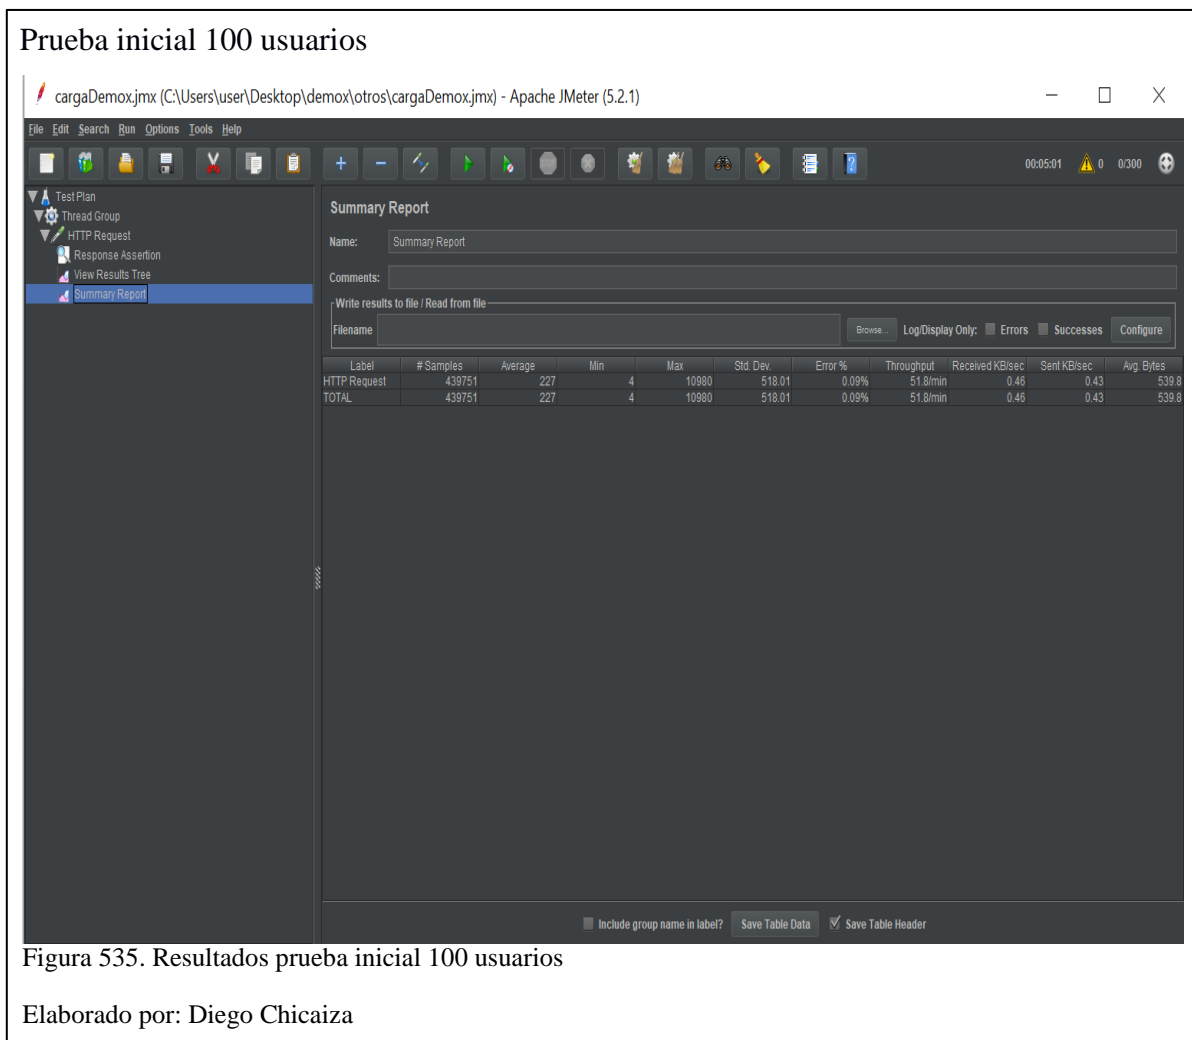 Prueba inicial 100 usuarios
cargaDemox.jmx (C:\Users\user\Desktop\demox\otros\cargaDemox.jmx) - Apache JMeter (5.2.1)
File Edit Search Run Options Tools Help
00:05:01 0 0/300
Test Plan
Thread Group
HTTP Request
Response Assertion
View Results Tree
Summary Report
Summary Report
Name: Summary Report
Comments:
Write results to file / Read from file
Filename Browse... Log/Display Only: Errors Successes Configure
Label # Samples Average Min Max Std. Dev. Error % Throughput Received KB/sec Sent KB/sec Avg. Bytes
HTTP Request 439751 227 4 10980 518.01 0.09% 51.8/min 0.46 0.43 539.8
TOTAL 439751 227 4 10980 518.01 0.09% 51.8/min 0.46 0.43 539.8
Include group name in label? Save Table Data Save Table Header
Figura 535. Resultados prueba inicial 100 usuarios
Elaborado por: Diego Chicaiza